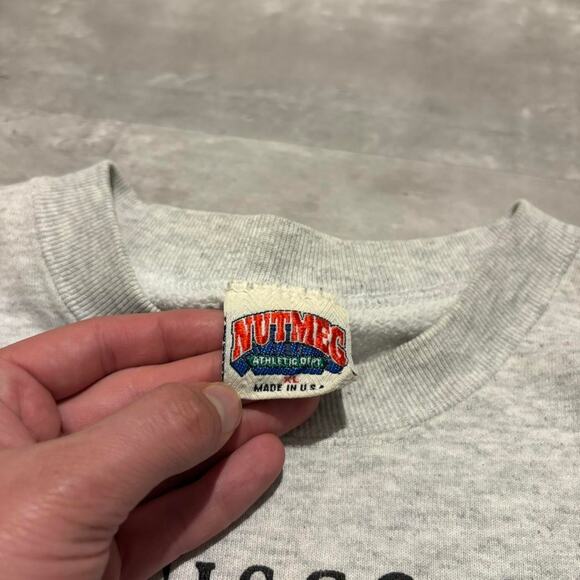 NUTMEG
ATHLETIC DEPT.
XL
MADE IN U.S.A